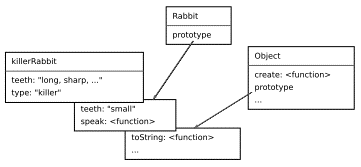 Rabbit
prototype
killerRabbit
teeth: "long, sharp, ..."
type: "killer"
Object
create: <function>
prototype
...
teeth: "small"
speak: <function>
toString: <function>
...